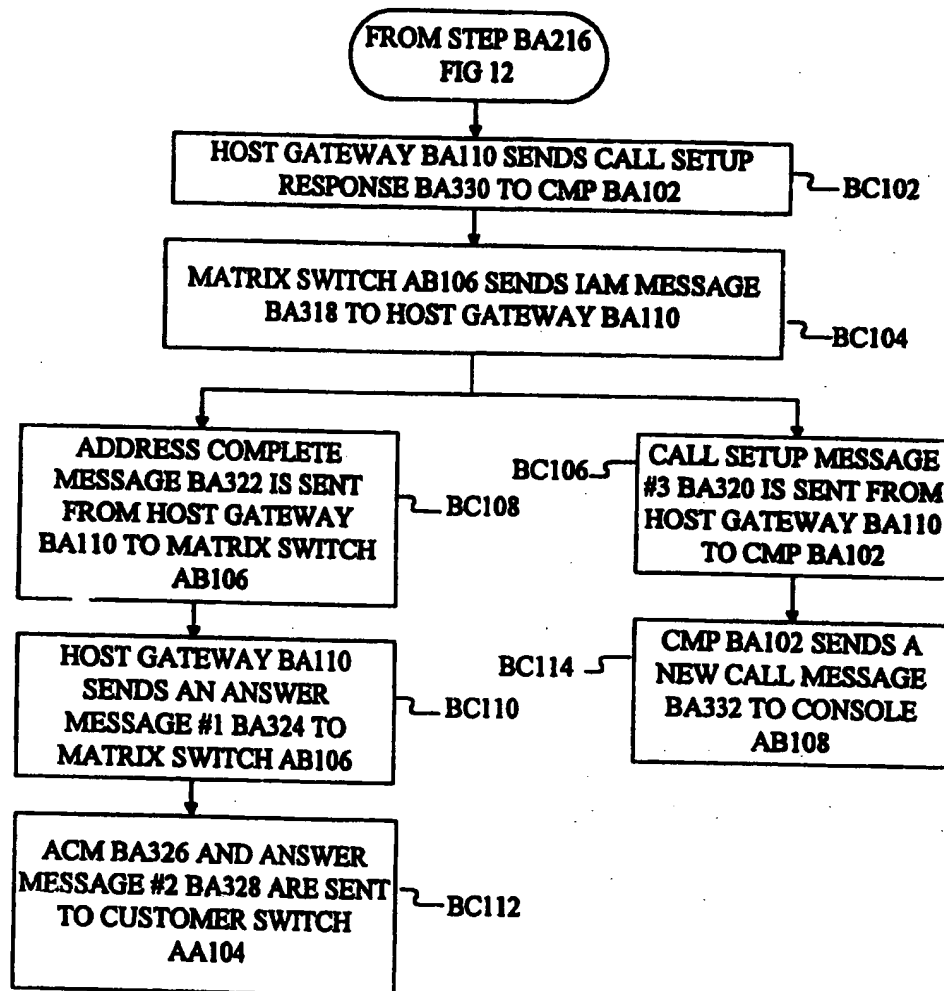 FROM STEP BA216
FIG 12
HOST GATEWAY BA110 SENDS CALL SETUP
RESPONSE BA330 TO CMP BA102
BC102
MATRIX SWITCH AB106 SENDS IAM MESSAGE
BA318 TO HOST GATEWAY BA110
BC104
ADDRESS COMPLETE
MESSAGE BA322 IS SENT
FROM HOST GATEWAY
BA110 TO MATRIX SWITCH
AB106
BC108
BC106
CALL SETUP MESSAGE
#3 BA320 IS SENT FROM
HOST GATEWAY BA110
TO CMP BA102
HOST GATEWAY BA110
SENDS AN ANSWER
MESSAGE #1 BA324 TO
MATRIX SWITCH AB106
BC110
BC114
CMP BA102 SENDS A
NEW CALL MESSAGE
BA332 TO CONSOLE
AB108
ACM BA326 AND ANSWER
MESSAGE #2 BA328 ARE SENT
TO CUSTOMER SWITCH
AA104
BC112